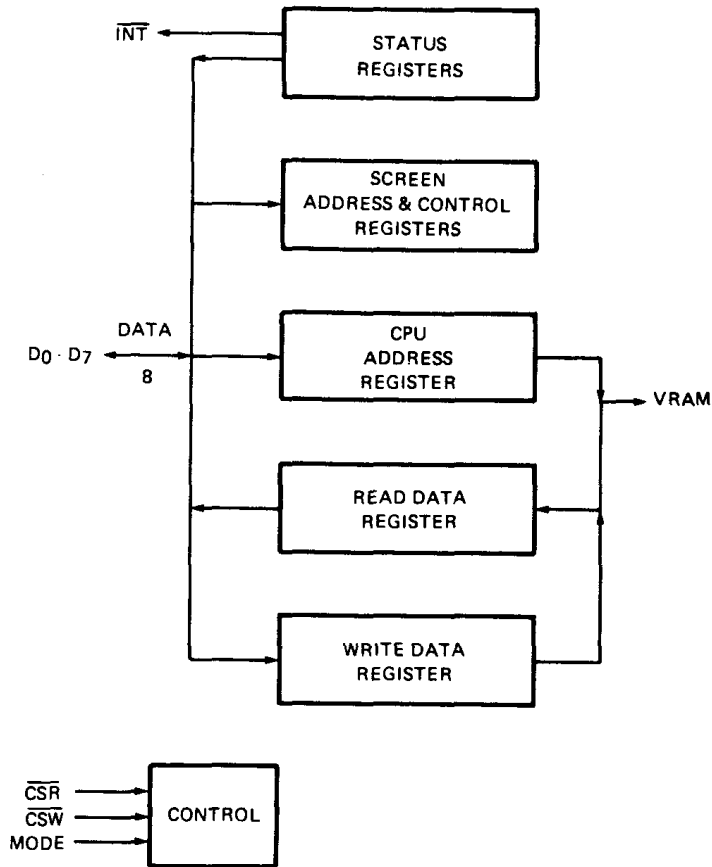 INT
STATUS
REGISTERS
SCREEN
ADDRESS & CONTROL
REGISTERS
DATA
D0 - D7
8
CPU
ADDRESS
REGISTER
VRAM
READ DATA
REGISTER
WRITE DATA
REGISTER
CSR
CSW
MODE
CONTROL